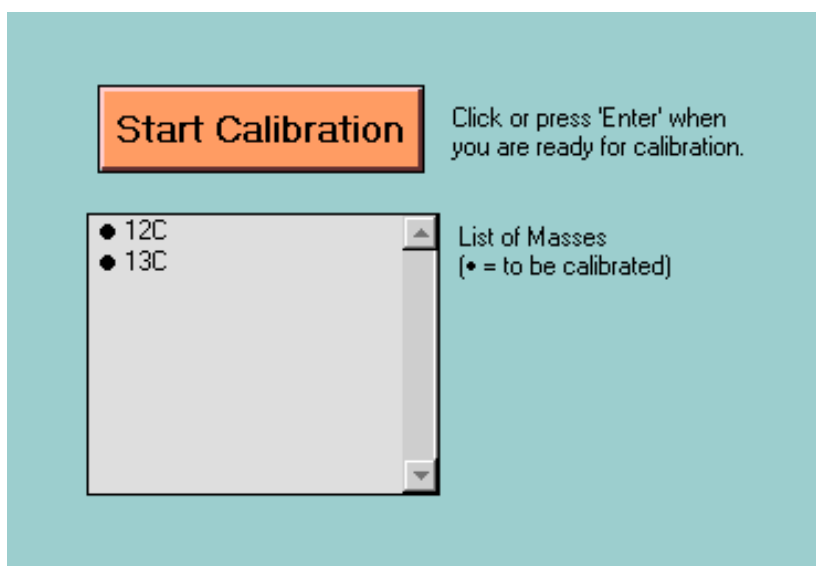 Start Calibration
Click or press 'Enter' when
you are ready for calibration.
● 12C
● 13C
List of Masses
(• = to be calibrated)